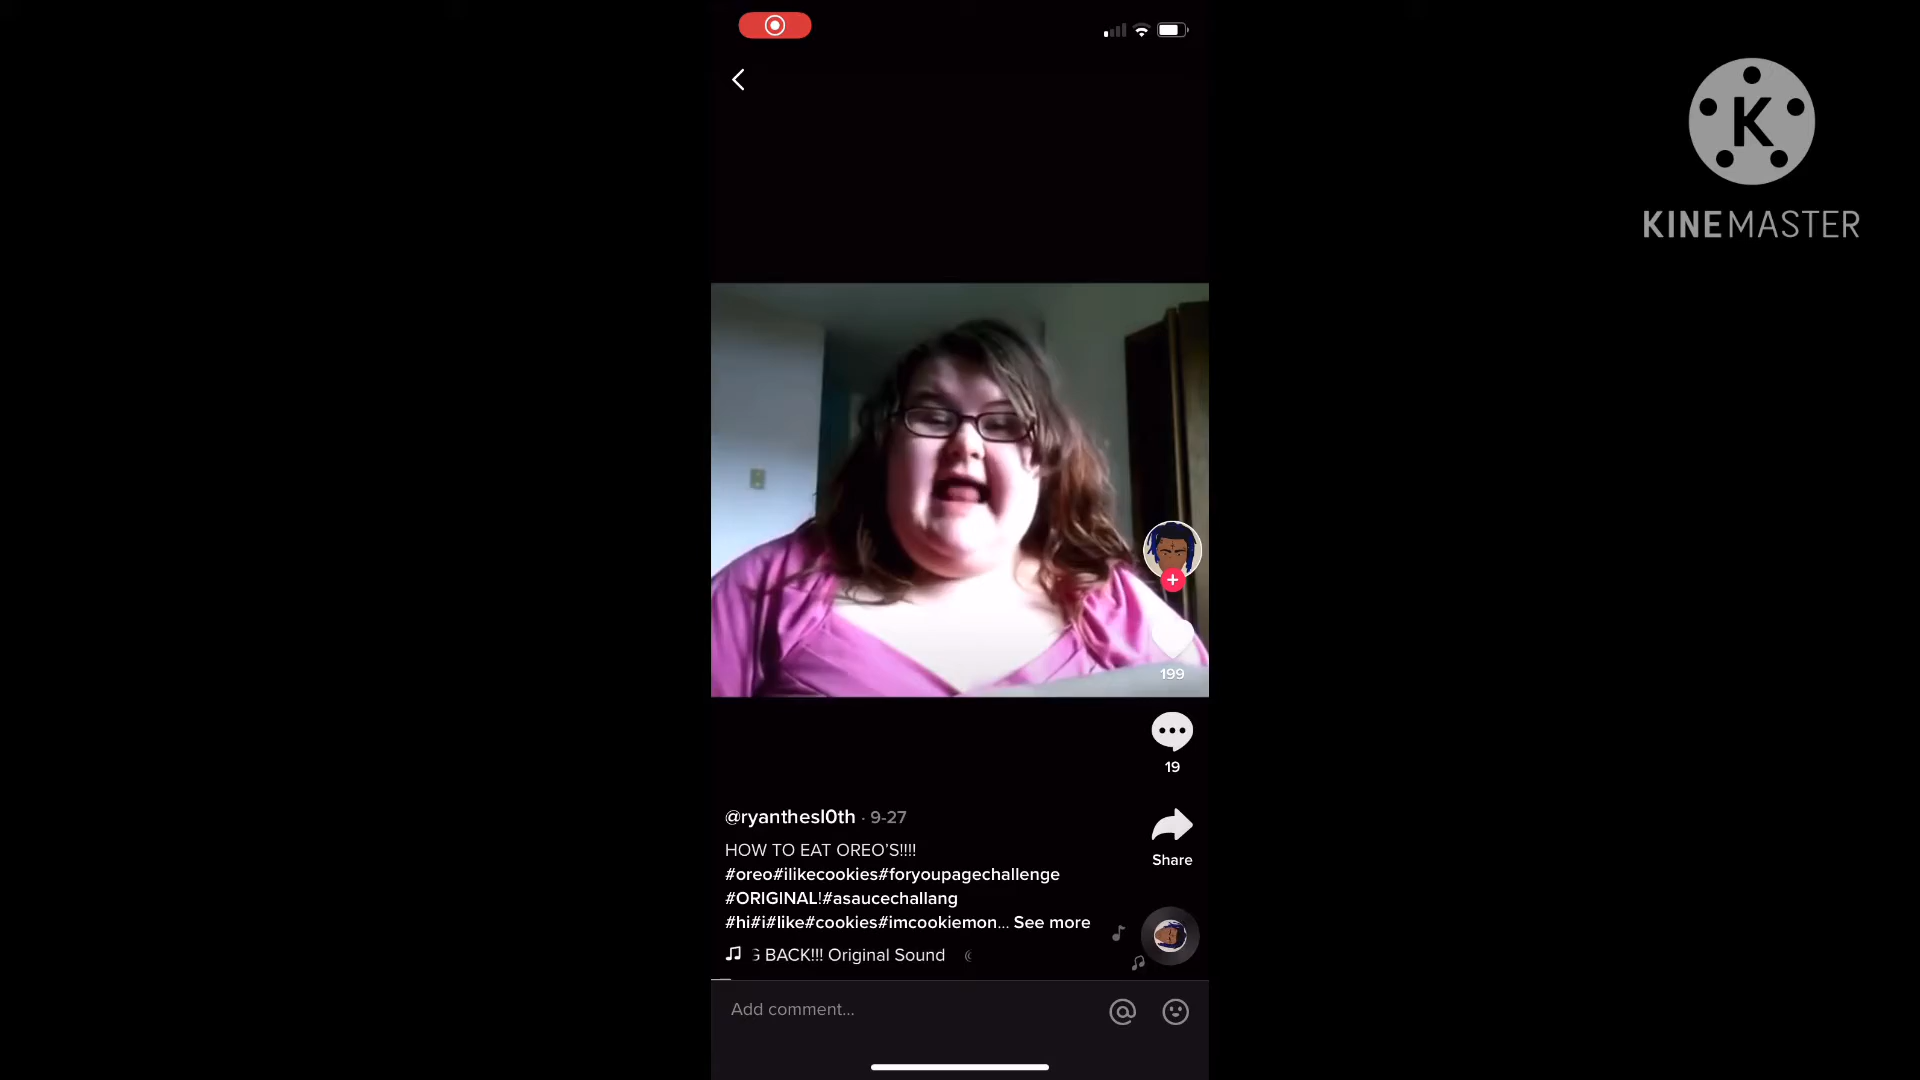 KINEMASTER
199
19
@ryanthesl0th · 9-27
HOW TO EAT OREO'S!!!!
#oreo#ilikecookies#foryoupagechallenge
#ORIGINAL!#asaucechallang
#hi#i#like#cookies#imcookiemon... See more
Share
BACK!!! Original Sound
Add comment...